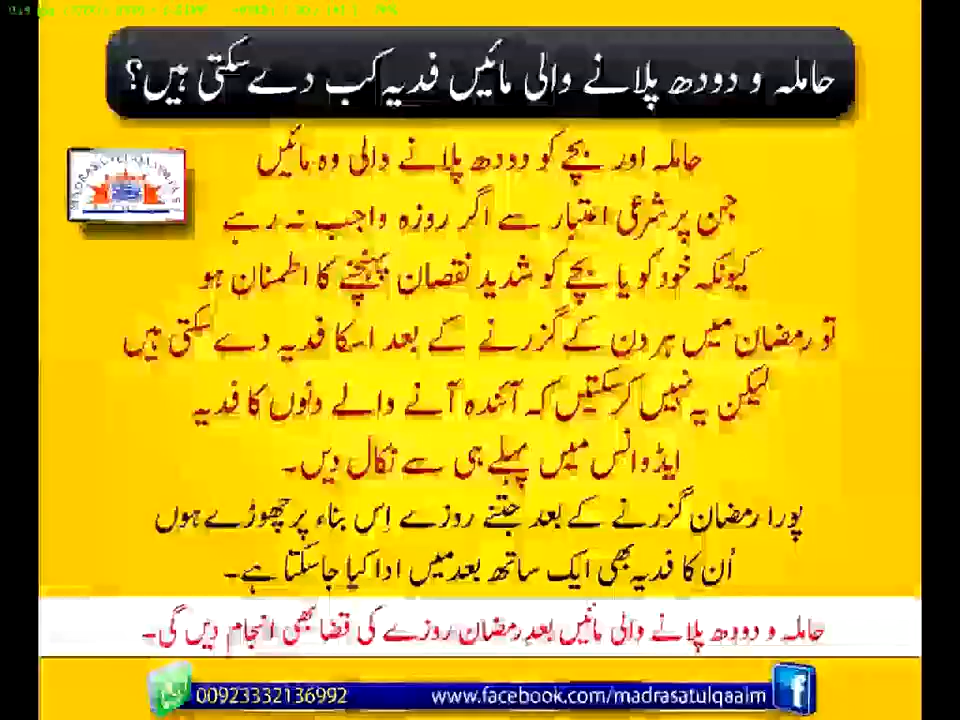 حاملہ و دودھ پلانے والی مائیں فدیہ کب دے سکتی ہیں؟
حاملہ اور بچے کو دودھ پلانے والی وہ مائیں
جن پر شرعی اعتبار سے اگر روزہ واجب نہ رہے
کیونکہ خود کو یا بچے کو شدید نقصان پہنچنے کا اطمنان ہو
تو رمضان میں ہر دن کے گزرنے کے بعد اسکا فدیہ دے سکتی ہیں
لیکن یہ نہیں کر سکتیں کہ آئندہ آنے والے دنوں کا فدیہ
ایڈوانس میں پہلے ہی سے نکال دیں۔
پورا رمضان گزرنے کے بعد جتنے روزے اِس بناء پر چھوڑے ہوں
اُن کا فدیہ بھی ایک ساتھ بعد میں ادا کیا جا سکتا ہے۔
حاملہ و دودھ پلانے والی مائیں بعدِ رمضان روزے کی قضا بھی انجام دیں گی۔
00923332136992
www.facebook.com/madrasatulqaaim